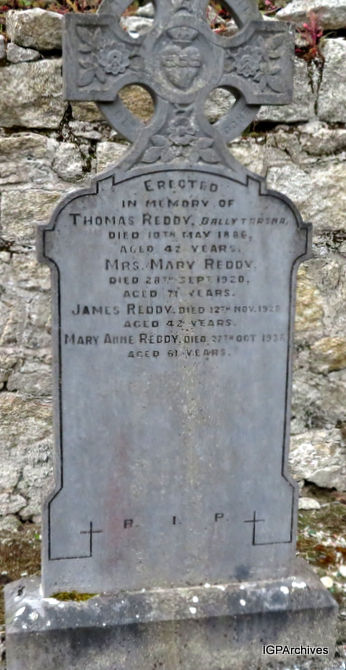 Erected
in memory of
Thomas Reddy,
died 10th May 1886,
aged 42 years.
Mrs. Mary Reddy,
died 28th Sept. 1920,
aged 71 years.
James Reddy, died 12th Nov.
aged 42 years.
Mary Anne Reddy, died 27th Oct
aged 61 years.
R. I. P.
IGPArchives